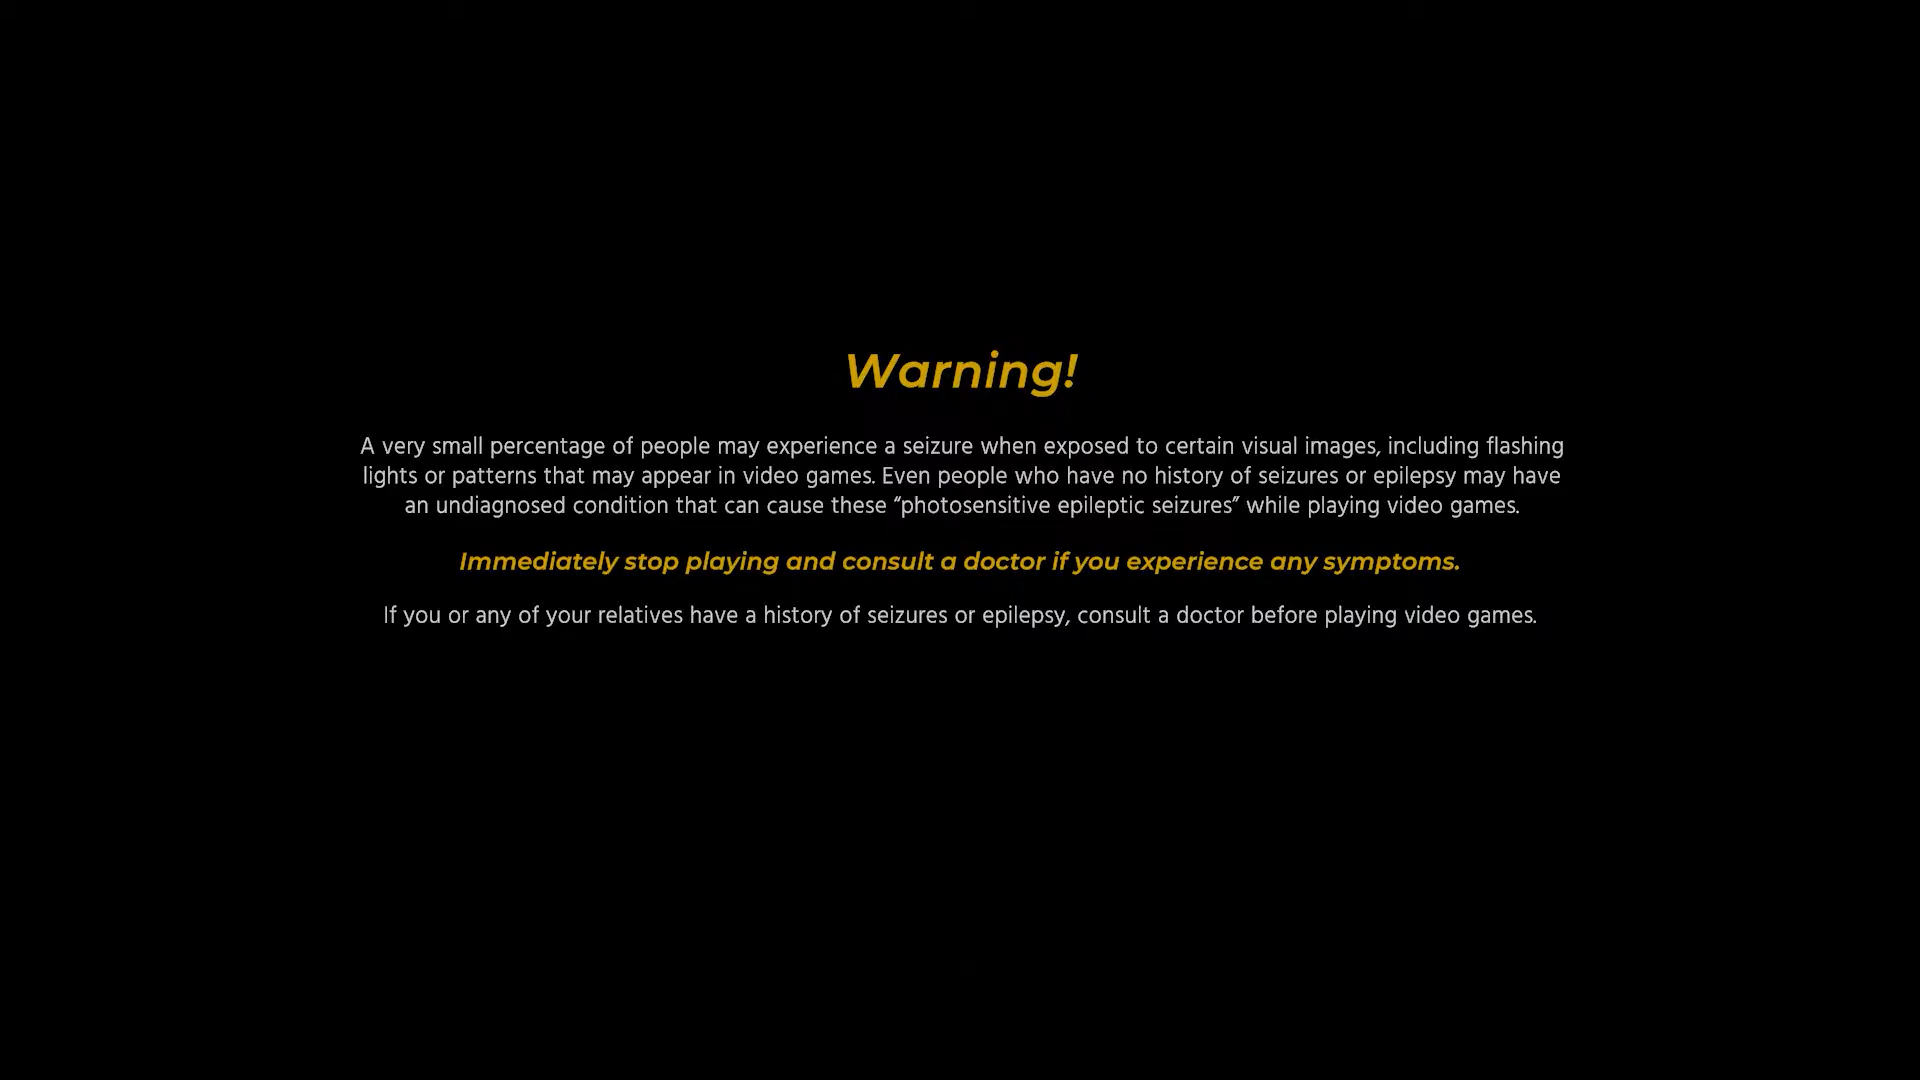 Warning!
A very small percentage of people may experience a seizure when exposed to certain visual images, including flashing
lights or patterns that may appear in video games. Even people who have no history of seizures or epilepsy may have
an undiagnosed condition that can cause these “photosensitive epileptic seizures” while playing video games.
Immediately stop playing and consult a doctor if you experience any symptoms.
If you or any of your relatives have a history of seizures or epilepsy, consult a doctor before playing video games.